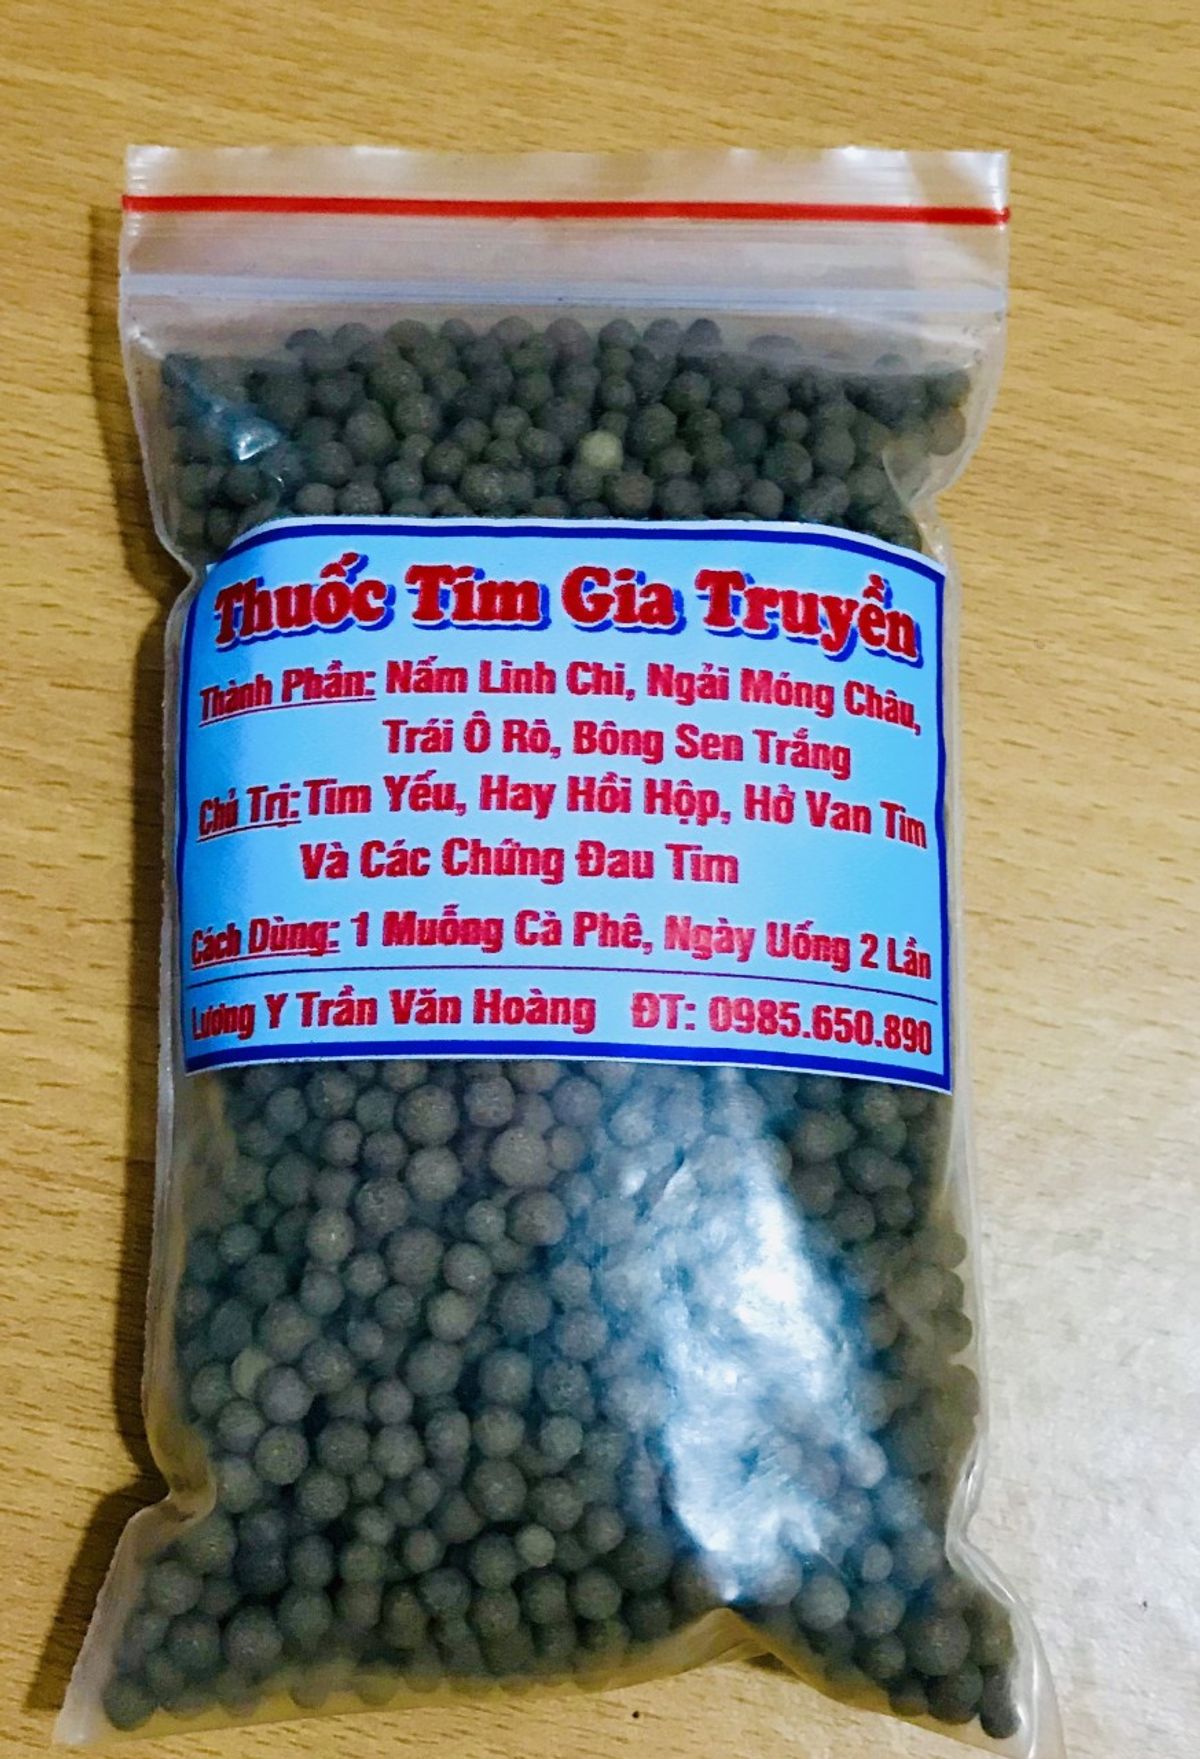 Thuốc Tim Gia Truyền
Thành Phần: Nấm Linh Chi, Ngải Móng Châu,
Trái Ô Rô, Bông Sen Trắng
Chủ Trị: Tim Yếu, Hay Hồi Hộp, Hở Van Tim
Và Các Chứng Đau Tim
Cách Dùng: 1 Muỗng Cà Phê, Ngày Uống 2 Lần
Lương Y Trần Văn Hoàng ĐT: 0985.650.890